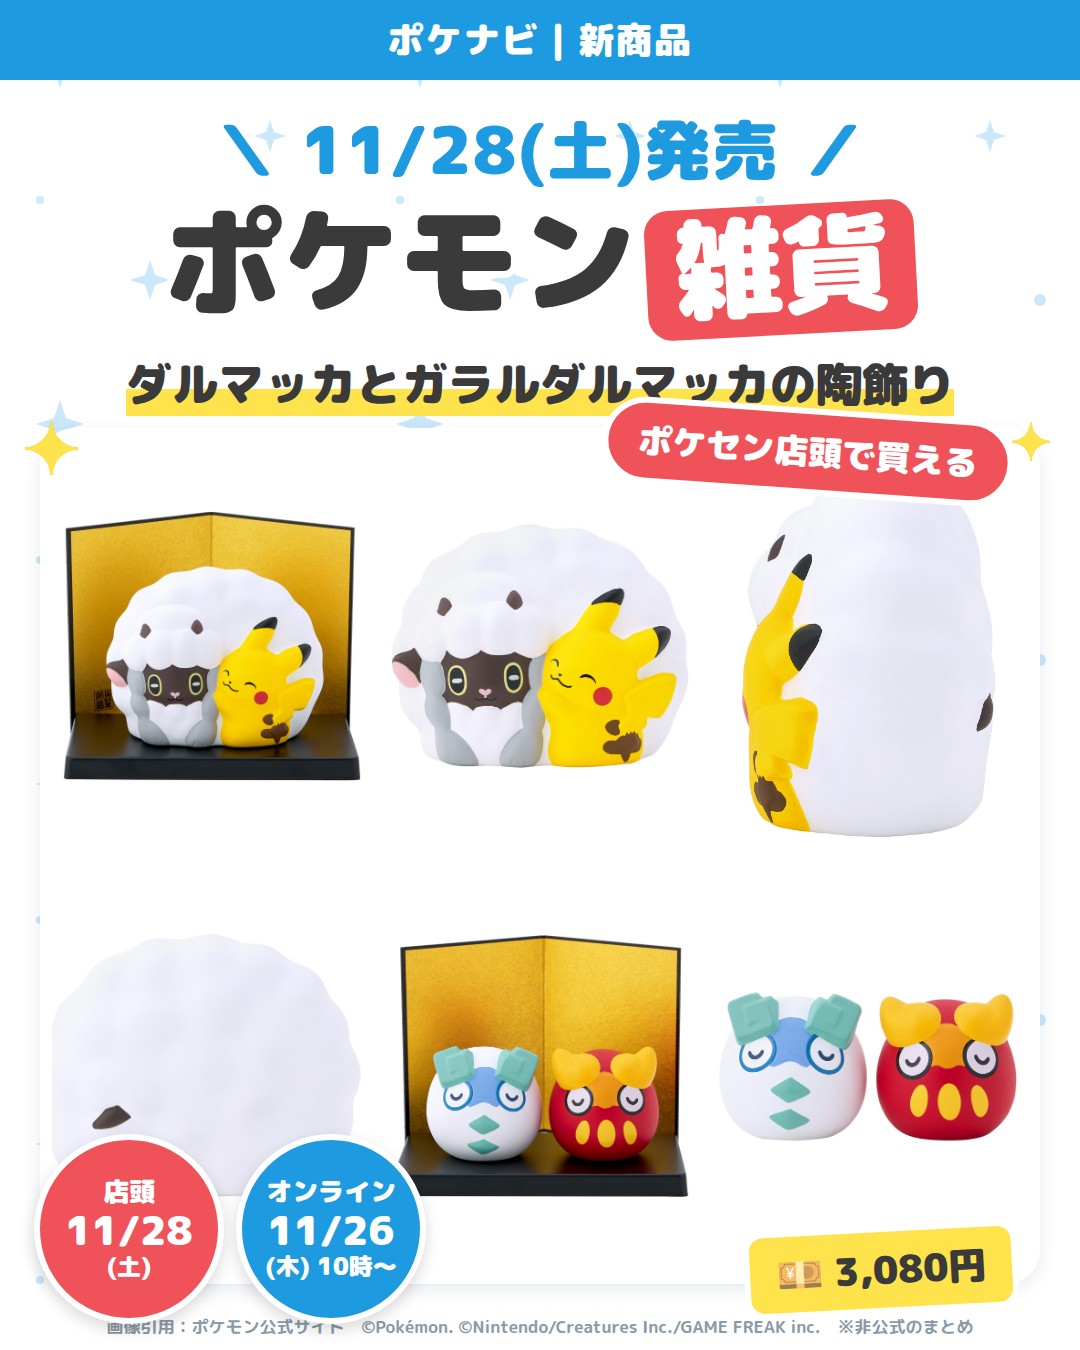 ポケナビ | 新商品
\ 11/28(土)発売 /
ポケモン 雑貨
ダルマッカとガラルダルマッカの陶飾り
ポケセン店頭で買える
店頭
11/28
(土)
オンライン
11/26
(木) 10時〜
3,080円
画像引用：ポケモン公式サイト ©Pokémon. ©Nintendo/Creatures Inc./GAME FREAK inc. ※非公式のまとめ